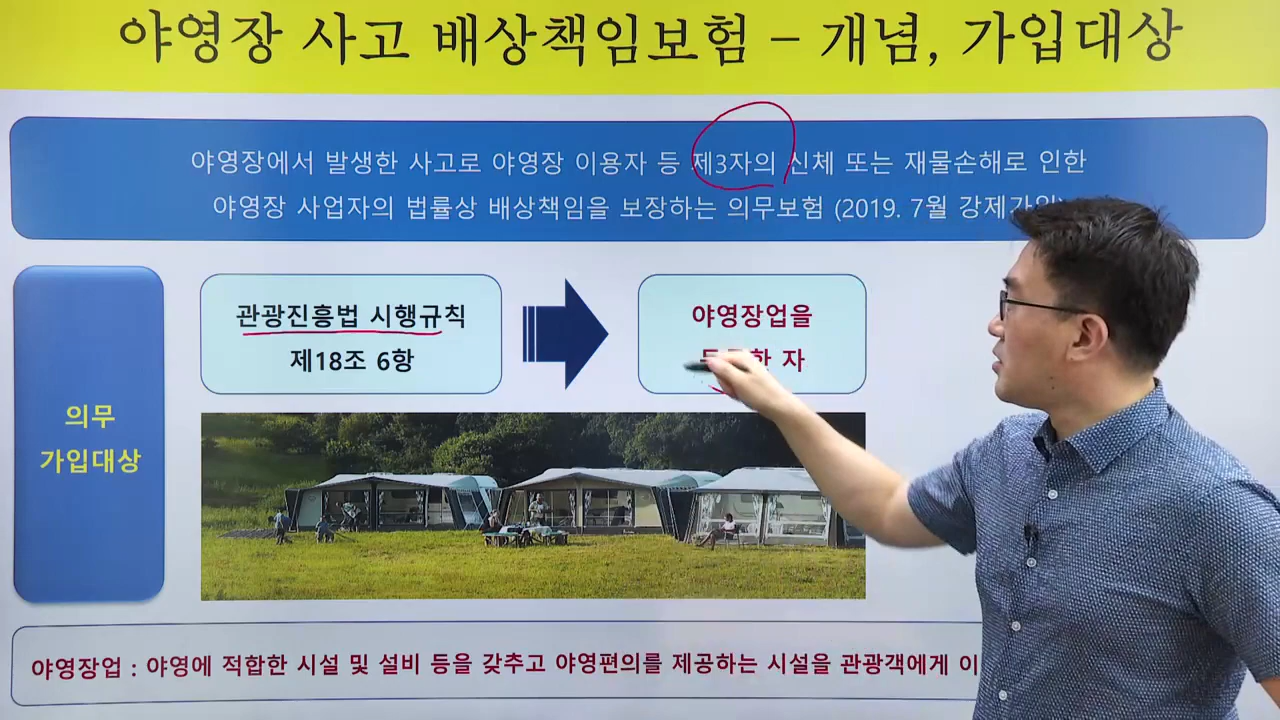 야영장 사고 배상책임보험 – 개념, 가입대상
야영장에서 발생한 사고로 야영장 이용자 등 제3자의 신체 또는 재물손해로 인한
야영장 사업자의 법률상 배상책임을 보장하는 의무보험 (2019. 7월 강제가입)
의무
가입대상
관광진흥법 시행규칙
제18조 6항
야영장업을
자
야영장업 : 야영에 적합한 시설 및 설비 등을 갖추고 야영편의를 제공하는 시설을 관광객에게